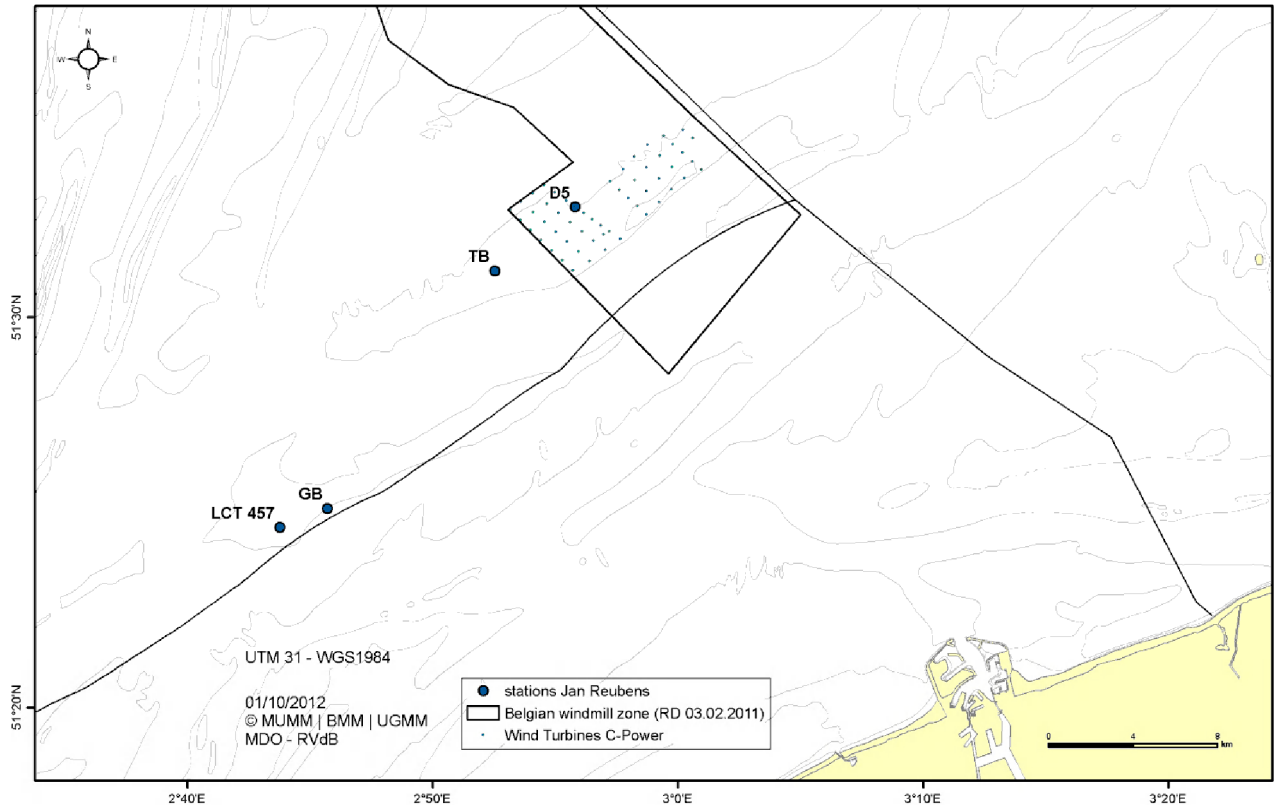 N
W E
S
D5
TB
51°30'N
GB
LCT 457
UTM 31 - WGS1984
01/10/2012
© MUMM | BMM | UGMM
MDO - RVdB
stations Jan Reubens
Belgian windmill zone (RD 03.02.2011)
Wind Turbines C-Power
51°20'N
0 4 8
km
2°40'E 2°50'E 3°0'E 3°10'E 3°20'E